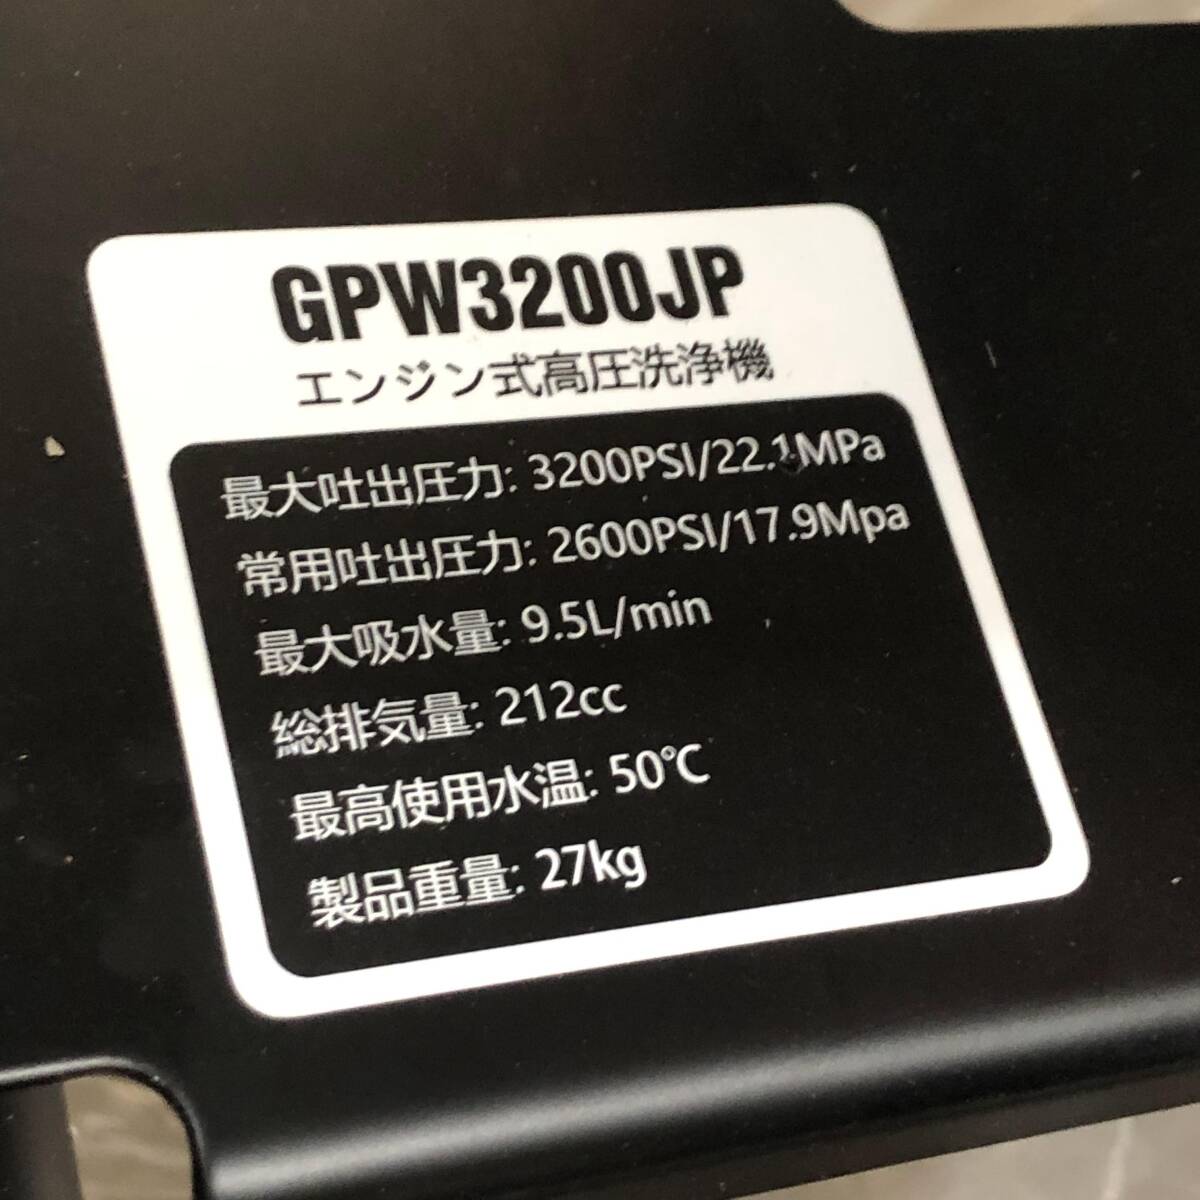 GPW3200JP
エンジン式高圧洗浄機
最大吐出圧力: 3200PSI/22.1MPa
常用吐出圧力: 2600PSI/17.9Mpa
最大吸水量: 9.5L/min
総排気量: 212cc
最高使用水温: 50℃
製品重量: 27kg